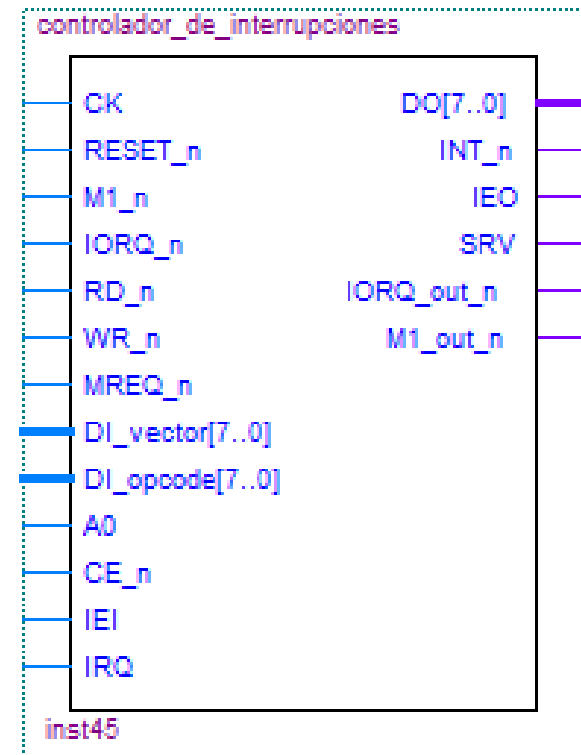 controlador_de_interrupciones
CK DO[7..0]
RESET_n INT_n
M1_n IEO
IORQ_n SRV
RD_n IORQ_out_n
WR_n M1_out_n
MREQ_n
DI_vector[7..0]
DI_opcode[7..0]
A0
CE_n
IEI
IRQ
inst45